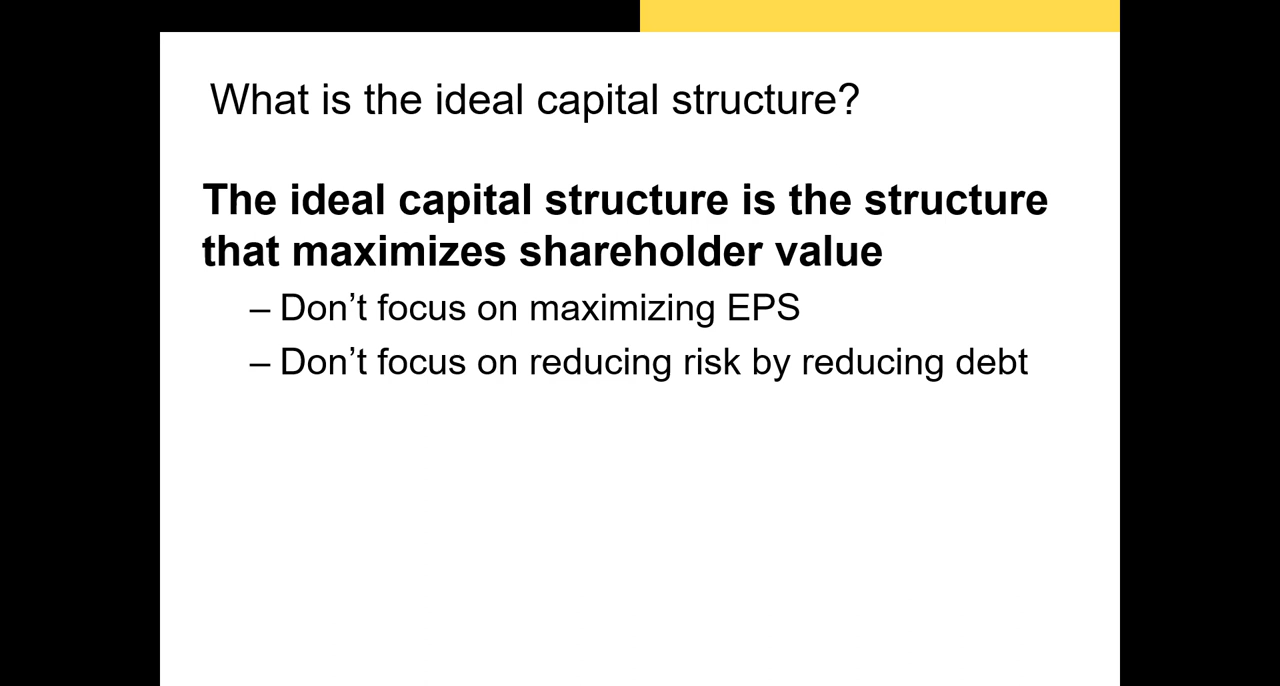 What is the ideal capital structure?
The ideal capital structure is the structure
that maximizes shareholder value
– Don’t focus on maximizing EPS
– Don’t focus on reducing risk by reducing debt